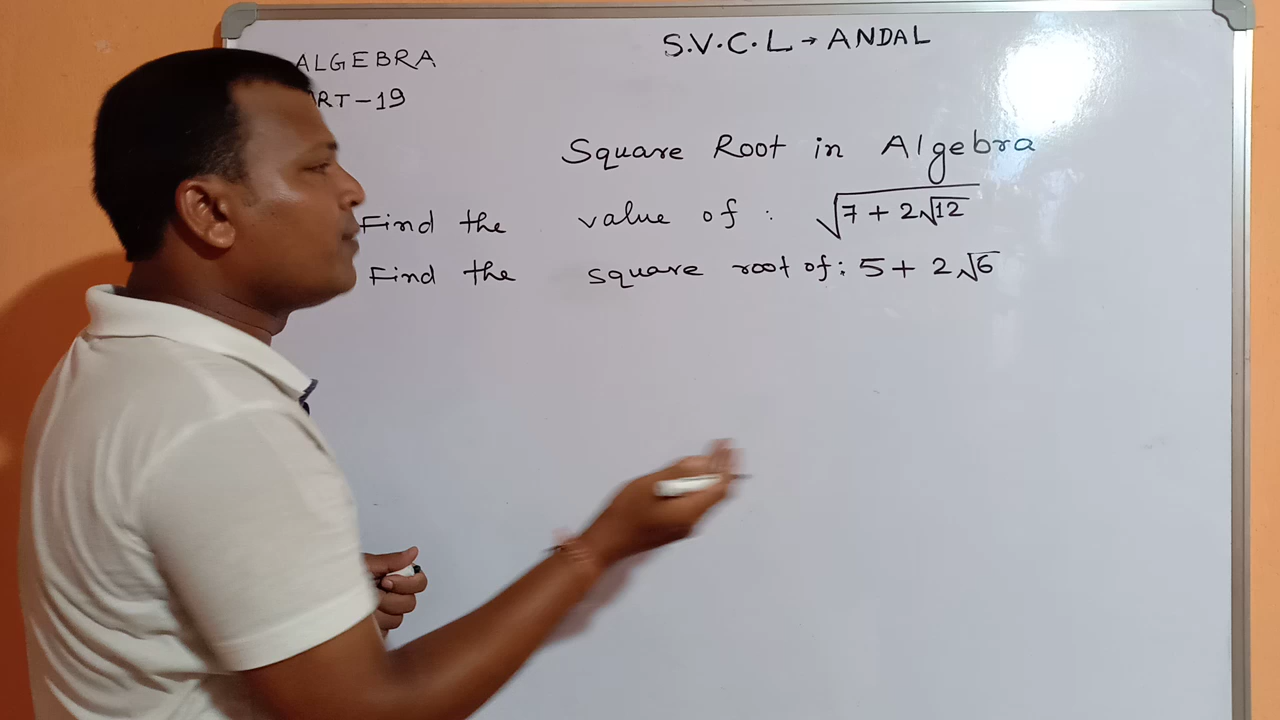 S.V.C.L → ANDAL
ALGEBRA
RT-19
Square Root in Algebra
Find the value of : √(7 + 2√12)
Find the square root of : 5 + 2√6